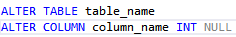 ALTER TABLE table_name
ALTER COLUMN column_name INT NULL